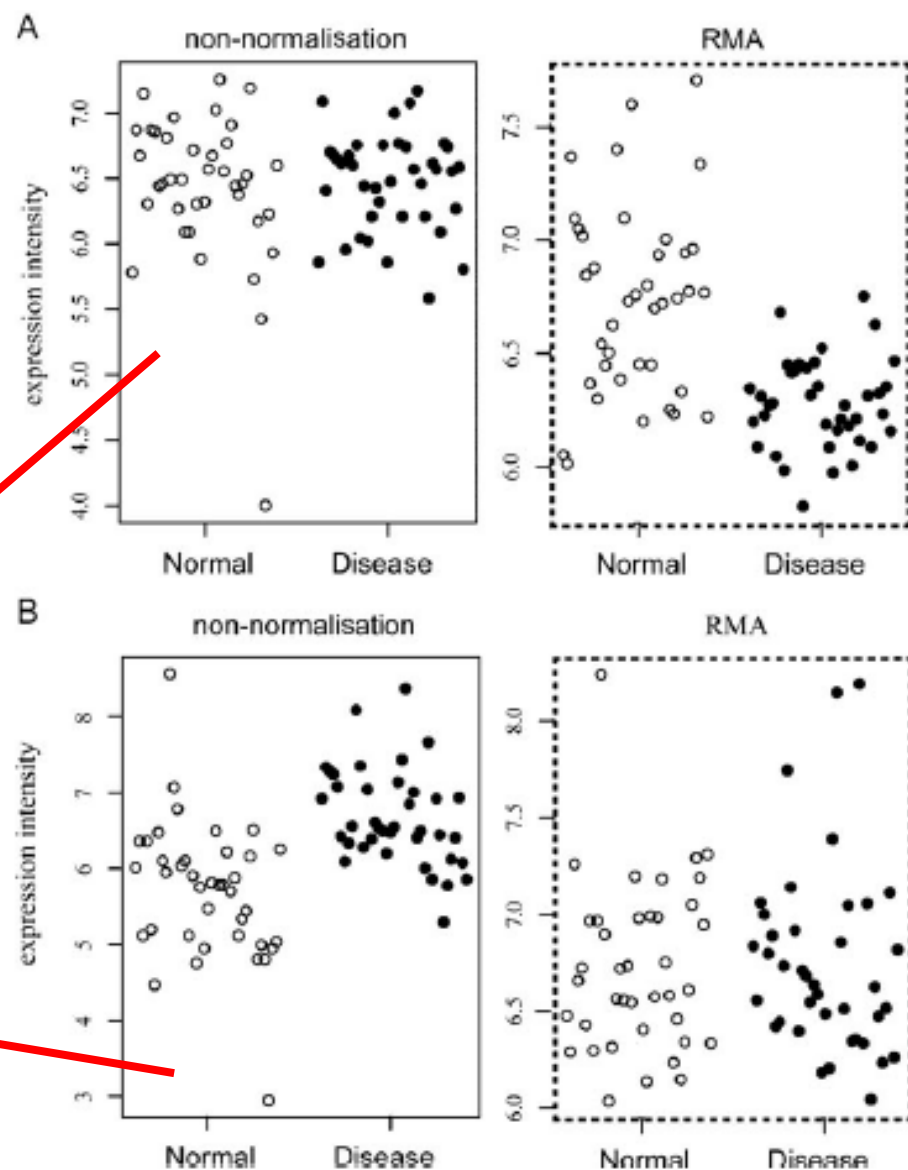 A
non-normalisation
RMA
expression intensity
7.0
6.5
6.0
5.5
5.0
4.5
4.0
7.5
7.0
6.5
6.0
Normal
Disease
Normal
Disease
B
non-normalisation
RMA
expression intensity
8
7
6
5
4
3
8.0
7.5
7.0
6.5
6.0
Normal
Disease
Normal
Disease